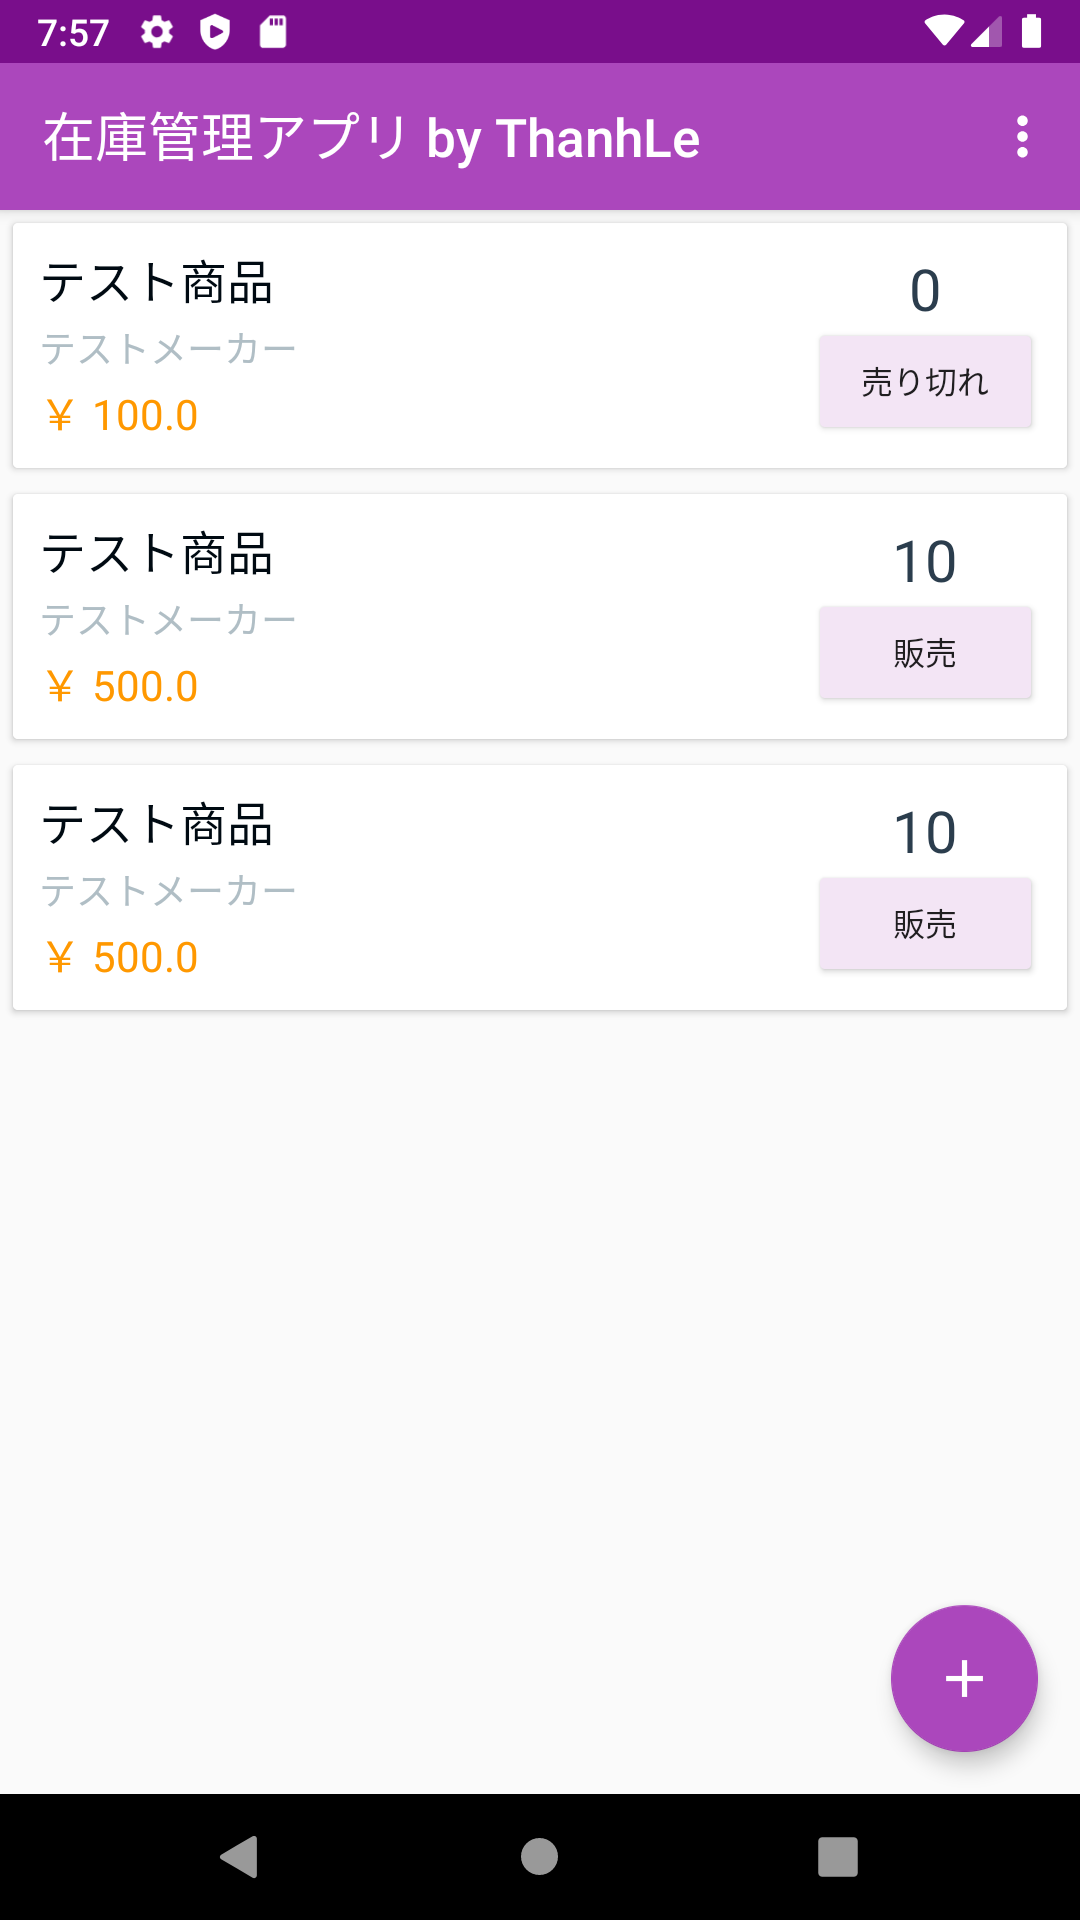 7:57
在庫管理アプリ by ThanhLe
テスト商品
0
テストメーカー
売り切れ
¥ 100.0
テスト商品
10
テストメーカー
販売
¥ 500.0
テスト商品
10
テストメーカー
販売
¥ 500.0